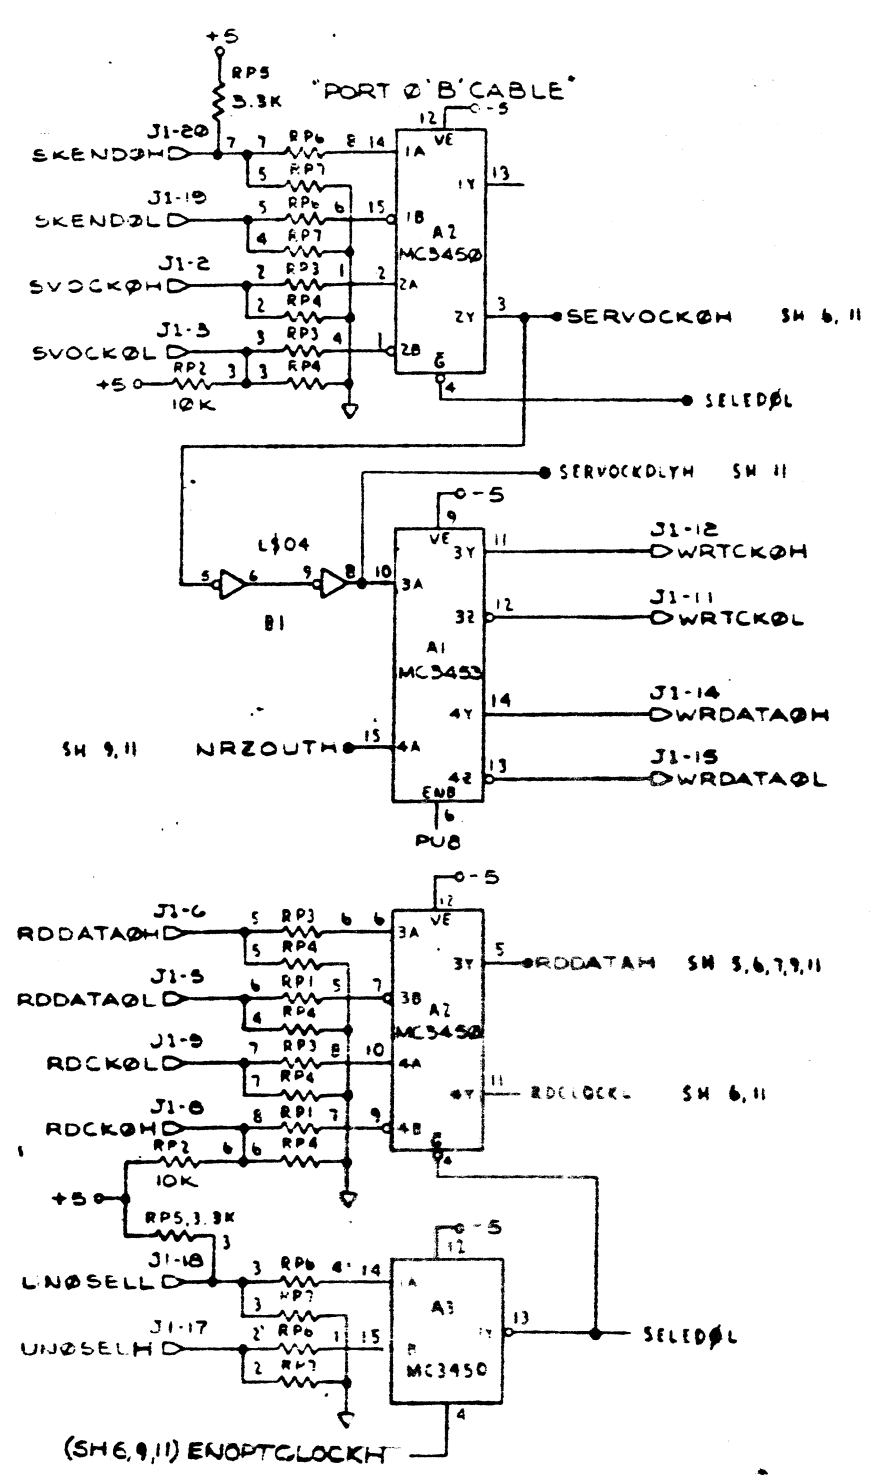 +5
RP5
3.3K
"PORT Ø 'B' CABLE"
12 -5
VE
J1-20
SKENDØH 7 7 RP6 8 14 1A
5 RP7
1Y 13
J1-19
SKENDØL 5 RP6 6 15 1B
4 RP7
A2
MC3450
J1-2
SVOCKØH 2 RP3 1 2 2A
2 RP4
2Y 3 SERVOCKØH SH 6, 11
J1-3
SVOCKØL 3 RP3 4 1 2B
+5 RP2 3 3 RP4
10K
G
4
SELEDØL
SERVOCKDLYH SH 11
-5
9
VE
LS04
5 6 9 8 10 3A
B1
3Y 11 J1-12
WRTCKØH
3Z 12 J1-11
WRTCKØL
A1
MC3453
4Y 14 J1-14
WRDATAØH
SH 9, 11 NRZOUTH 15 4A
4Z 13 J1-15
WRDATAØL
ENB
6
PU8
-5
12
VE
J1-6
RDDATAØH 5 RP3 6 6 3A
5 RP4
3Y 5 RDDATAH SH 5,6,7,9,11
J1-5
RDDATAØL 6 RP1 5 7 3B
4 RP4
A2
MC3450
J1-9
RDCKØL 7 RP3 8 10 4A
7 RP4
4Y 11 RDCLOCKL SH 6, 11
J1-8
RDCKØH 8 RP1 7 9 4B
RP2 6 6 RP4
10K
G
4
+5
RP5, 3.3K
3
-5
12
J1-18
UNØSELL 3 RP6 4 14 1A
3 RP7
A3
1Y 13 SELEDØL
J1-17
UNØSELH 2 RP6 1 15 B
2 RP7
MC3450
4
(SH 6,9,11) ENOPTCLOCKH